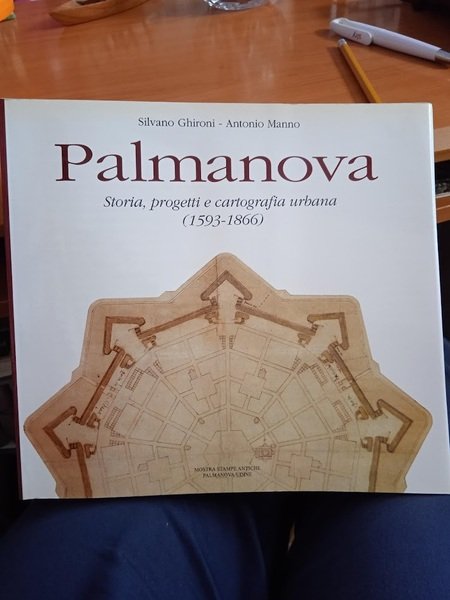 Silvano Ghironi - Antonio Manno
Palmanova
Storia, progetti e cartografia urbana
(1593-1866)
MOSTRA STAMPE ANTICHE
PALMANOVA-UDINE